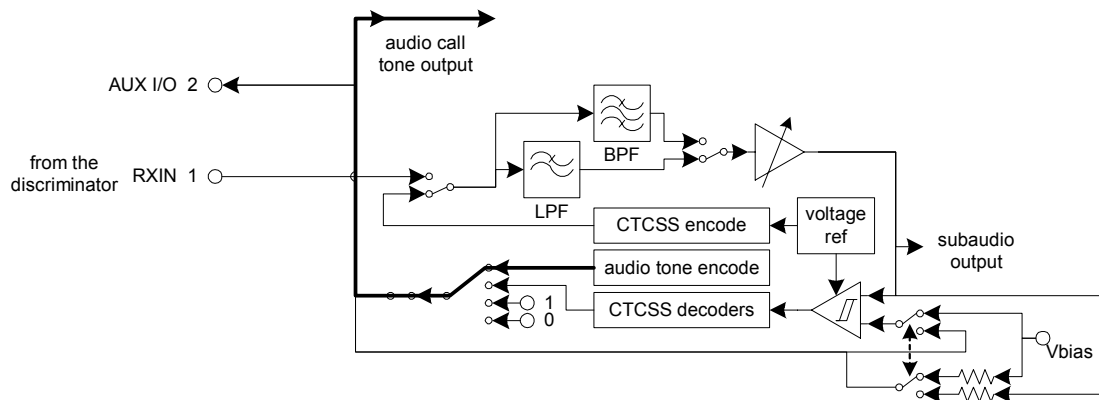 audio call
tone output
AUX I/O 2
from the
discriminator
RXIN 1
BPF
LPF
CTCSS encode
voltage
ref
subaudio
output
audio tone encode
CTCSS decoders
1
0
Vbias